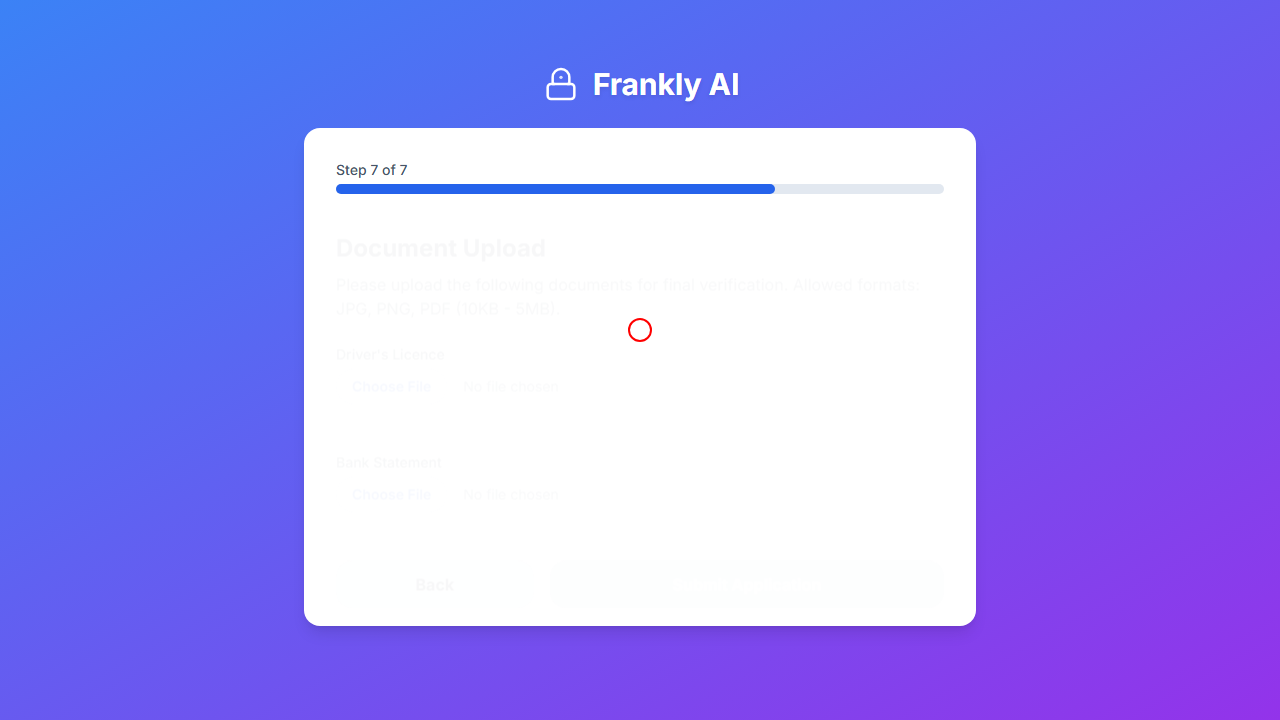 Frankly AI
Step 7 of 7
Document Upload
Please upload the following documents for final verification. Allowed formats:
JPG, PNG, PDF (10KB - 5MB).
Driver's Licence
Choose File No file chosen
Bank Statement
Choose File No file chosen
Back